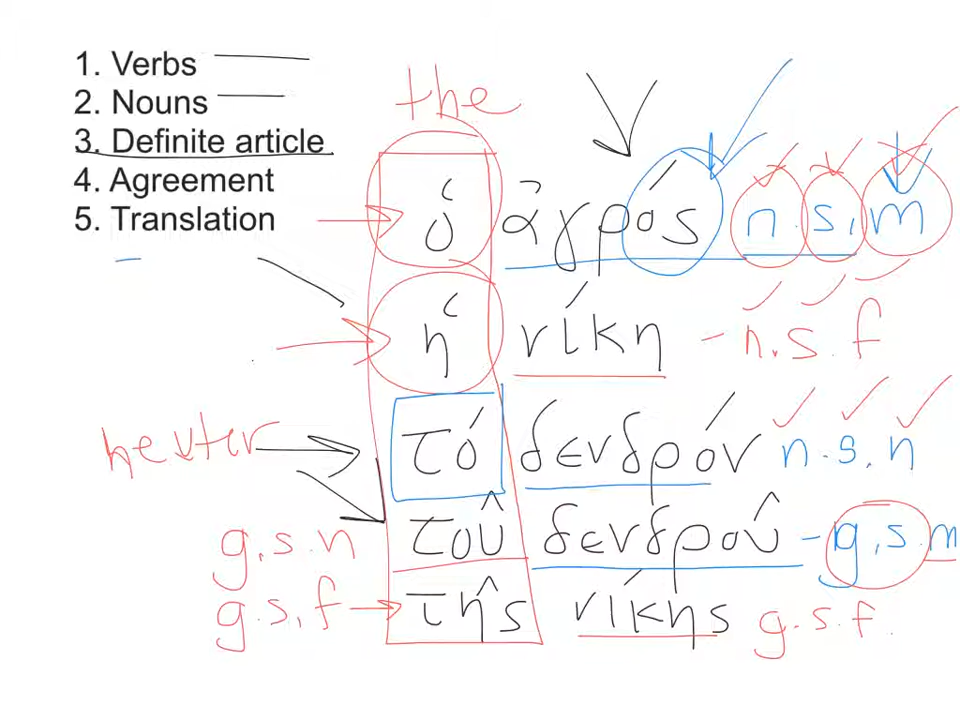 1. Verbs
2. Nouns
3. Definite article
4. Agreement
5. Translation
the
ὁ ἀγρός n. s. m
ἡ νίκη - n. s. f
neuter τό δενδρόν n. s. n
g. s. n τοῦ δενδροῦ - g. s. m
g. s. f τῆς νίκης g. s. f.